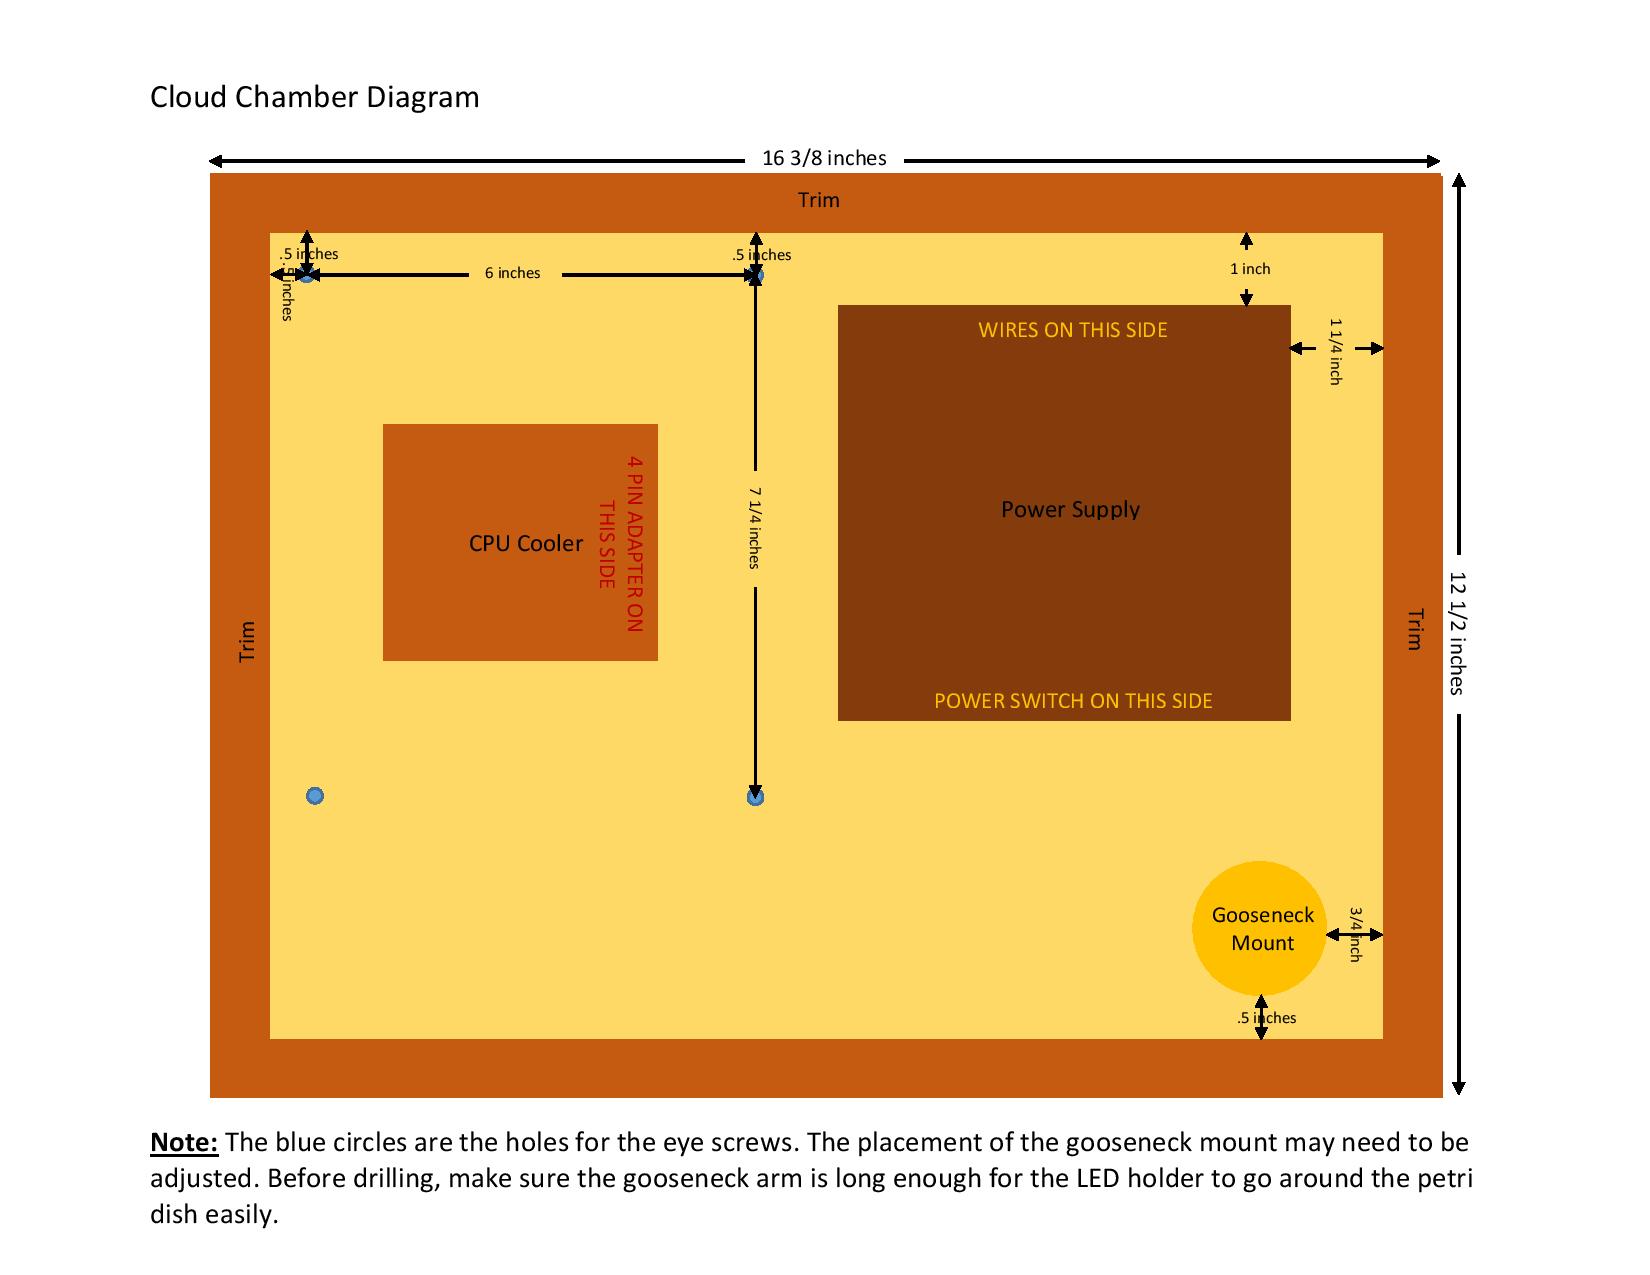 Cloud Chamber Diagram
16 3/8 inches
Trim
.5 inches
.5 inches
1 inch
6 inches
.5 inches
WIRES ON THIS SIDE
1 1/4 inch
4 PIN ADAPTER ON
THIS SIDE
7 1/4 inches
Power Supply
CPU Cooler
12 1/2 inches
Trim
Trim
POWER SWITCH ON THIS SIDE
Gooseneck
Mount
3/4 inch
.5 inches
Note: The blue circles are the holes for the eye screws. The placement of the gooseneck mount may need to be
adjusted. Before drilling, make sure the gooseneck arm is long enough for the LED holder to go around the petri
dish easily.